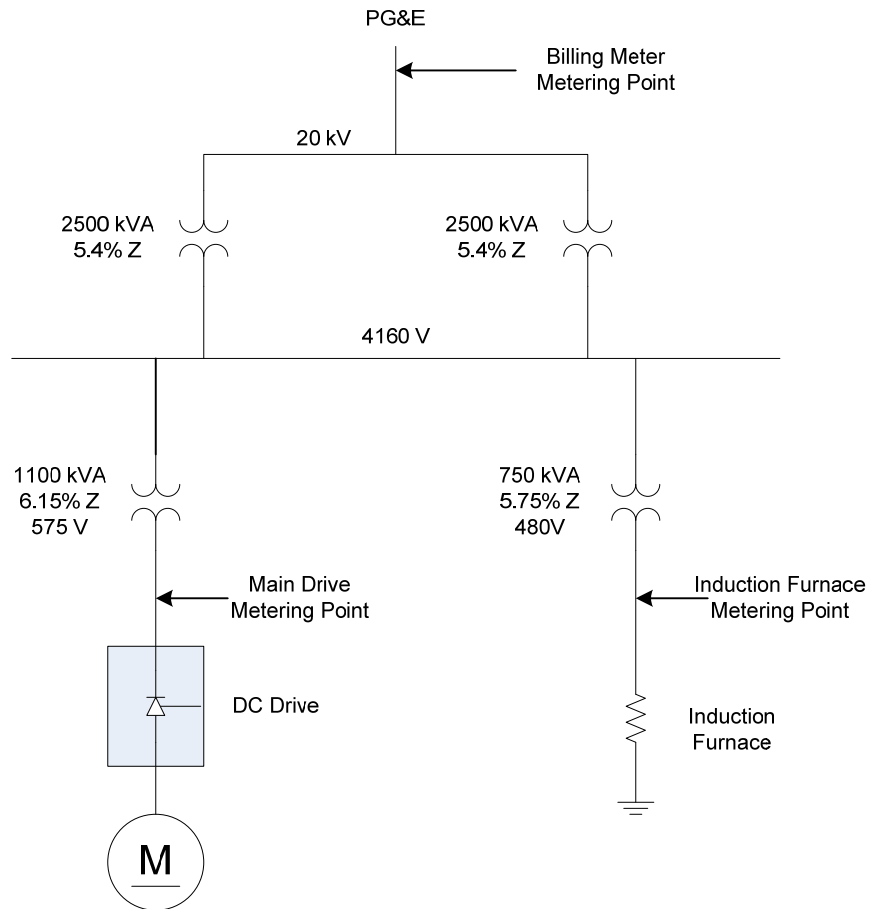 PG&E
Billing Meter
Metering Point
20 kV
2500 kVA
5.4% Z
2500 kVA
5.4% Z
4160 V
1100 kVA
6.15% Z
575 V
750 kVA
5.75% Z
480V
Main Drive
Metering Point
Induction Furnace
Metering Point
DC Drive
Induction
Furnace
M